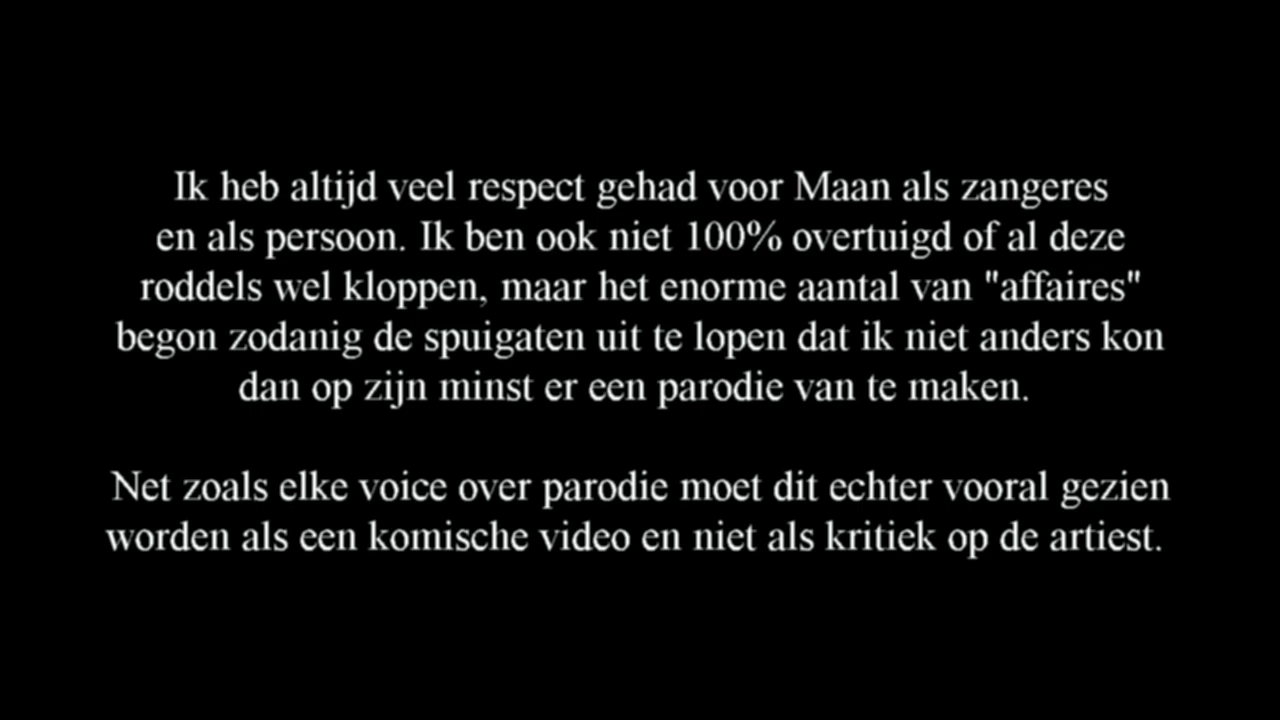 Ik heb altijd veel respect gehad voor Maan als zangeres
en als persoon. Ik ben ook niet 100% overtuigd of al deze
roddels wel kloppen, maar het enorme aantal van "affaires"
begon zodanig de spuigaten uit te lopen dat ik niet anders kon
dan op zijn minst er een parodie van te maken.
Net zoals elke voice over parodie moet dit echter vooral gezien
worden als een komische video en niet als kritiek op de artiest.